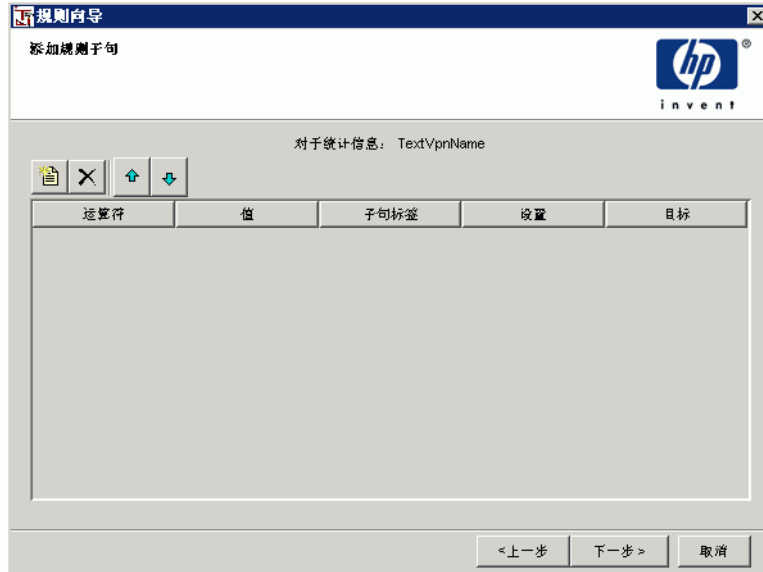 规则向导
添加规则子句
hp
®
invent
对于统计信息: TextVpnName
运算符 值 子句标签 设置 目标
<上一步 下一步> 取消